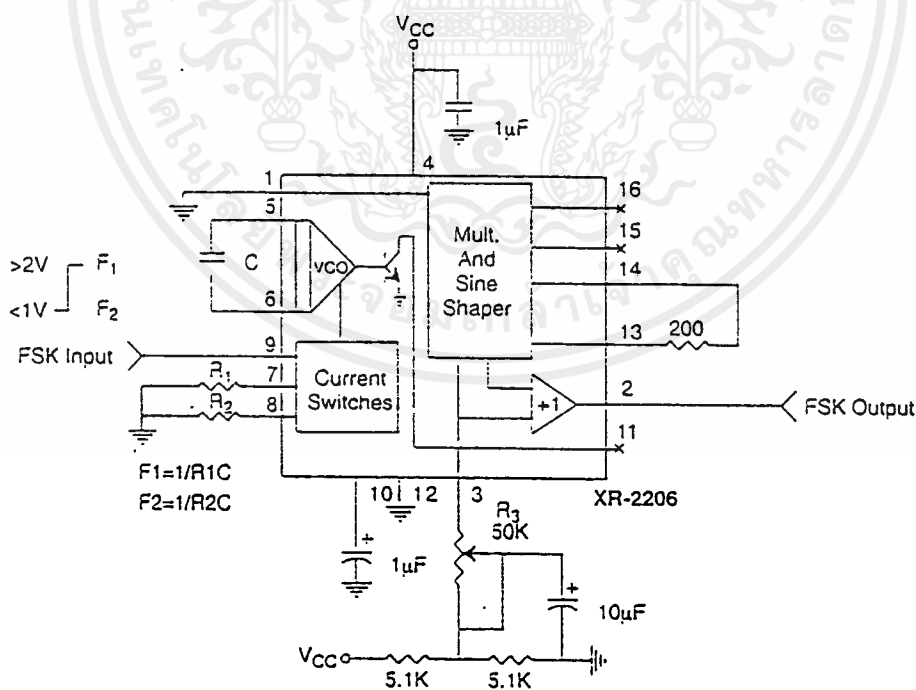 VCC
1μF
4
1
16
5
15
Mult.
And
Sine
Shaper
14
C
VCO
>2V F1
<1V F2
6
13
200
9
FSK Input
7
R1
Current
Switches
2
+1
FSK Output
R2
8
11
F1=1/R1C
F2=1/R2C
10
12
3
XR-2206
R3
50K
+
1μF
+
10μF
VCC
5.1K
5.1K